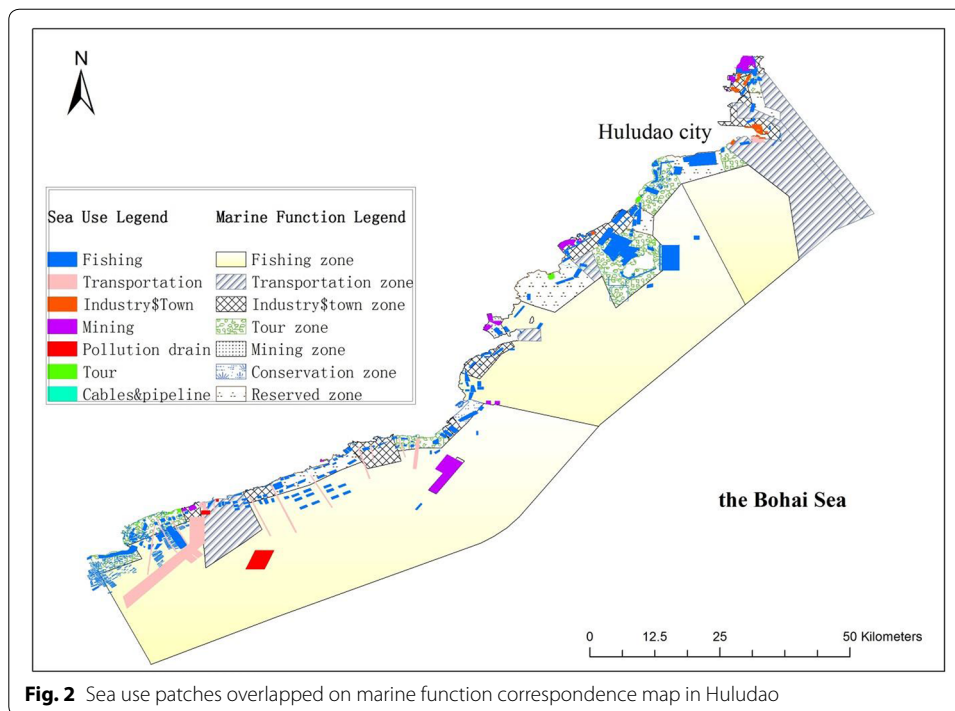 N
Huludao city
Sea Use Legend Marine Function Legend
Fishing Fishing zone
Transportation Transportation zone
Industry$Town Industry$town zone
Mining Tour zone
Pollution drain Mining zone
Tour Conservation zone
Cables&pipeline Reserved zone
the Bohai Sea
0 12.5 25 50 Kilometers
Fig. 2 Sea use patches overlapped on marine function correspondence map in Huludao